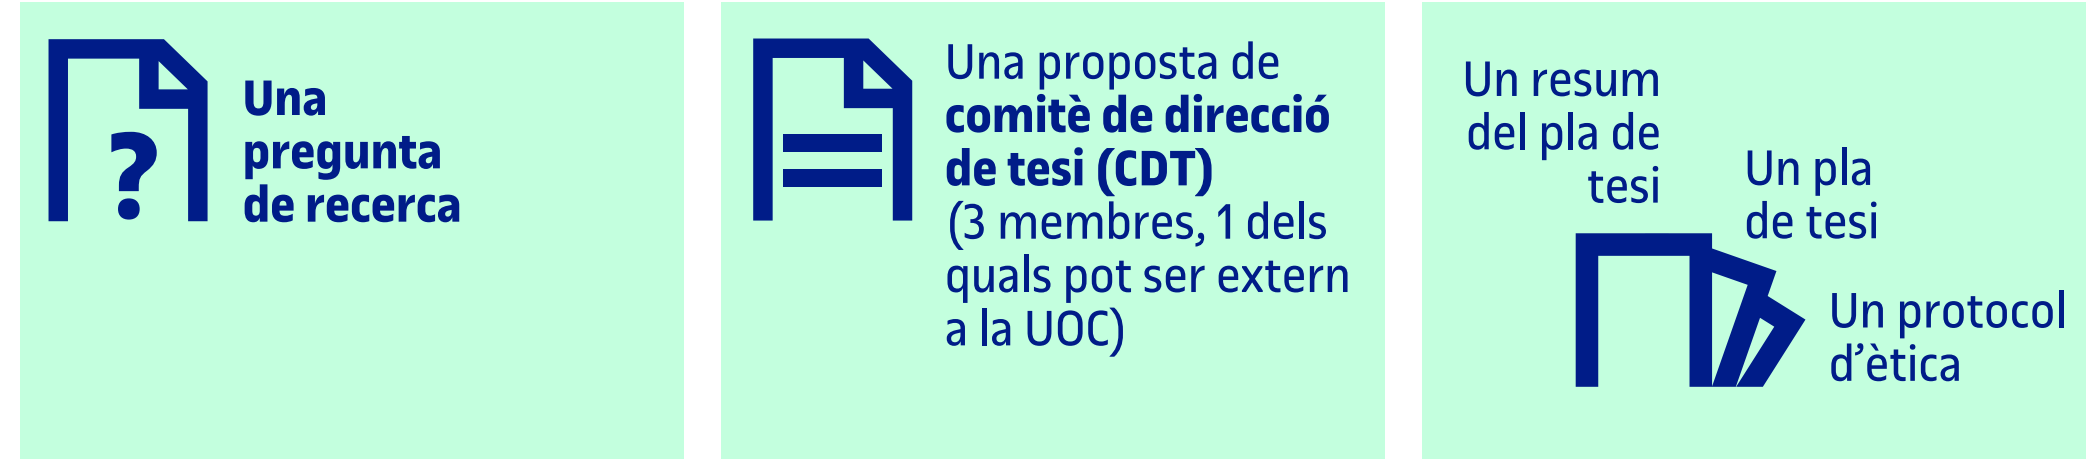 Una
pregunta
de recerca
Una proposta de
comitè de direcció
de tesi (CDT)
(3 membres, 1 dels
quals pot ser extern
a la UOC)
Un resum
del pla de
tesi
Un pla
de tesi
Un protocol
d’ètica